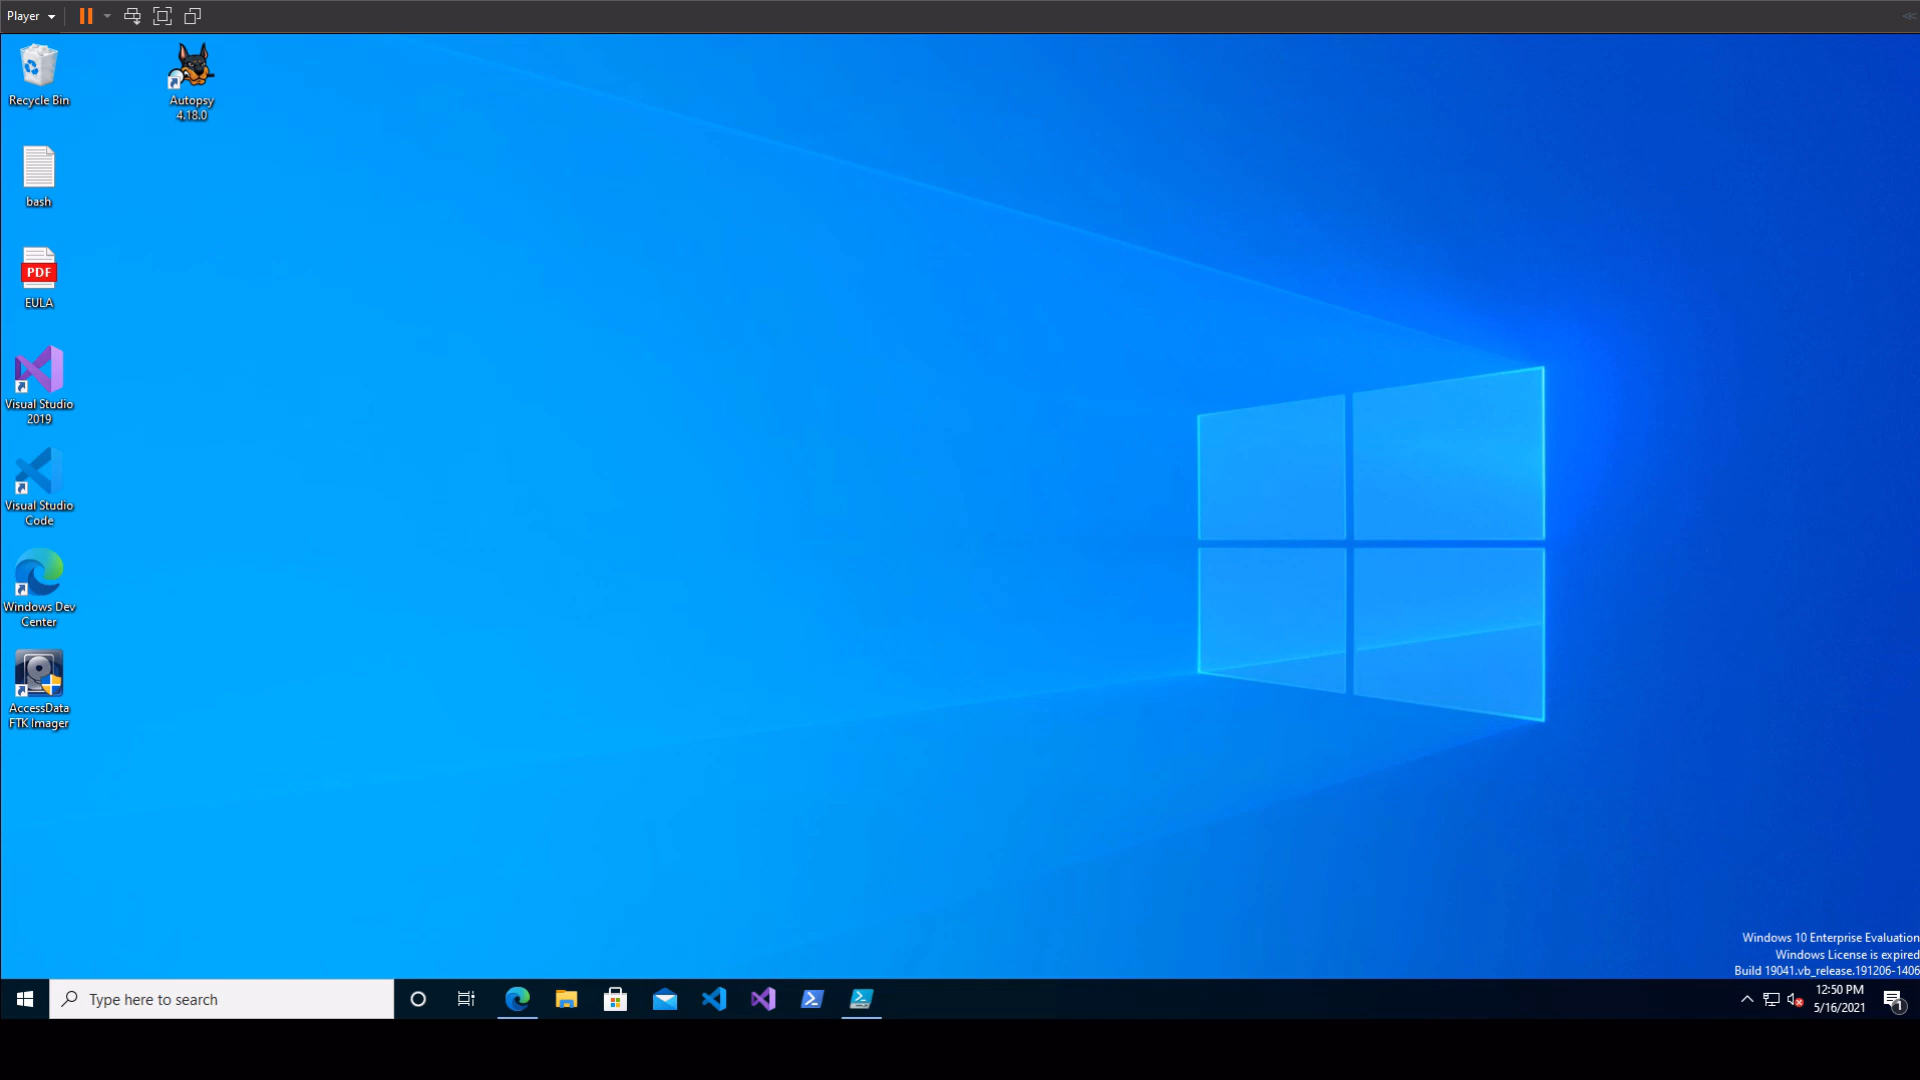 Player
Recycle Bin
Autopsy
4.18.0
bash
PDF
EULA
Visual Studio
2019
Visual Studio
Code
Windows Dev
Center
AccessData
FTK Imager
Windows 10 Enterprise Evaluation
Windows License is expired
Build 19041.vb_release.191206-1406
Type here to search
12:50 PM
5/16/2021
1